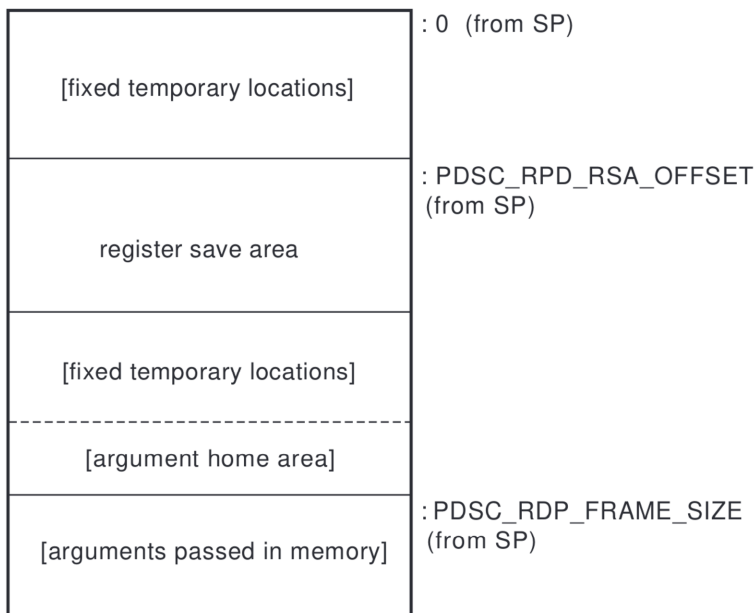 : 0 (from SP)
[fixed temporary locations]
: PDSC_RPD_RSA_OFFSET
(from SP)
register save area
[fixed temporary locations]
[argument home area]
: PDSC_RDP_FRAME_SIZE
(from SP)
[arguments passed in memory]